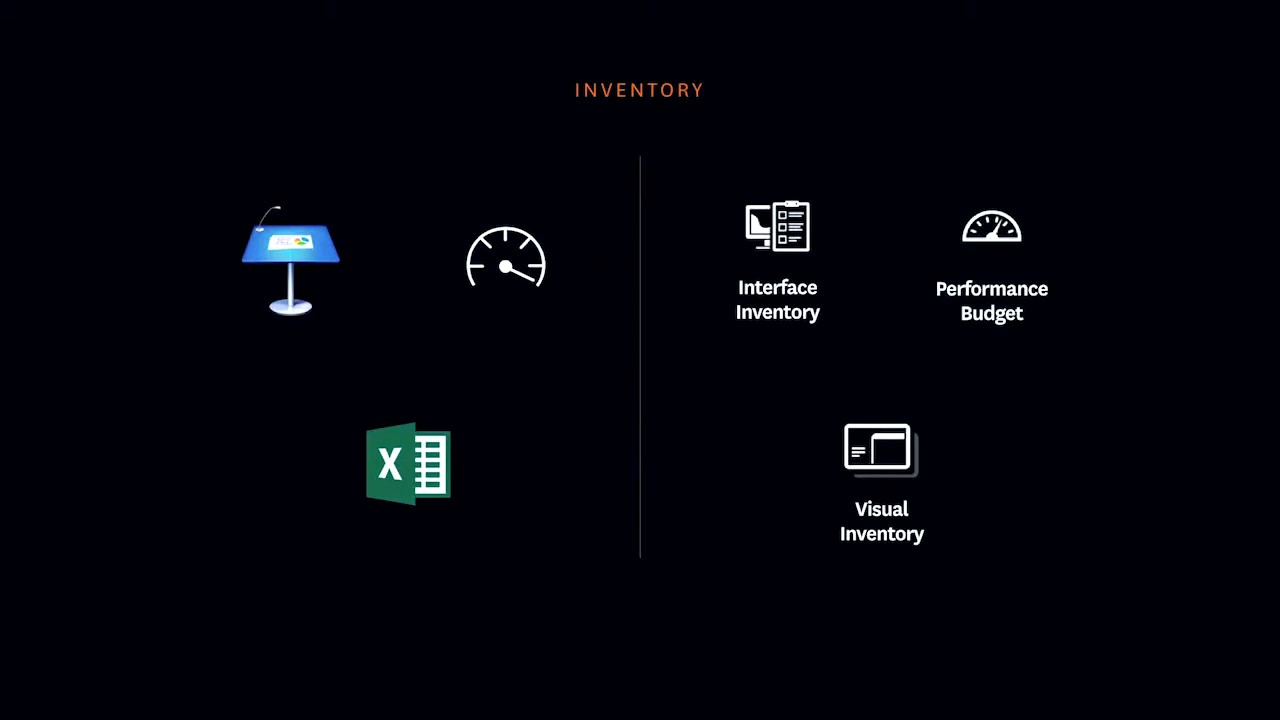 INVENTORY
Interface
Inventory
Performance
Budget
X
Visual
Inventory